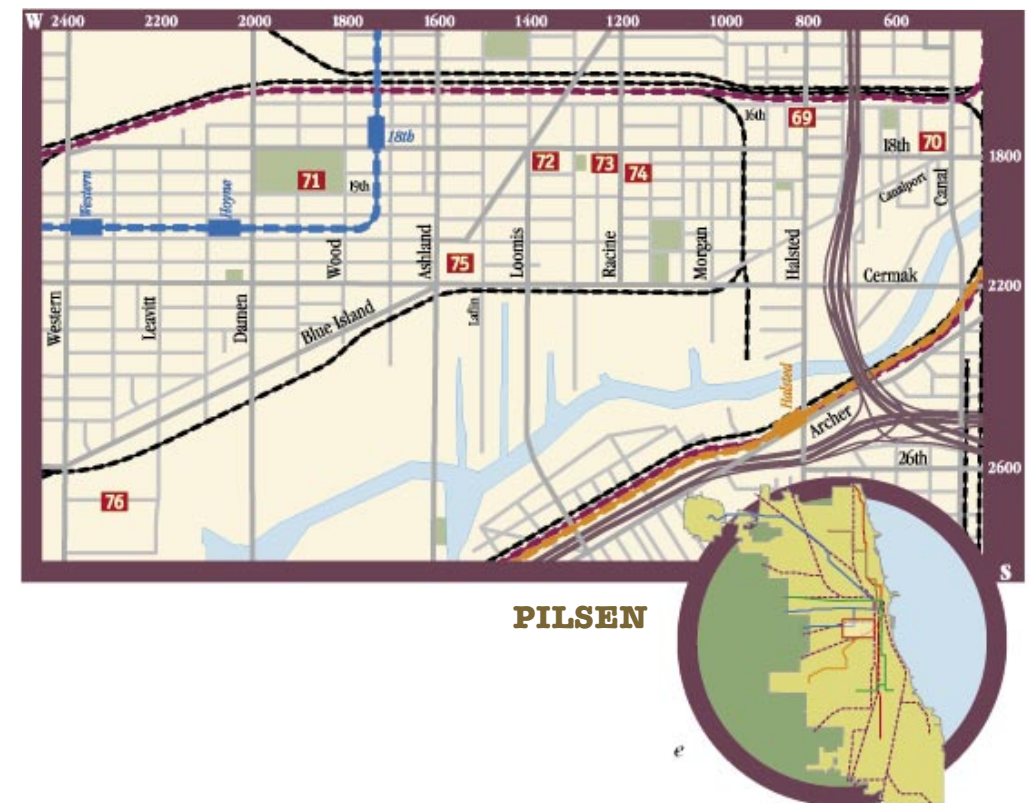 W 2400 2200 2000 1800 1600 1400 1200 1000 800 600
16th 69
18th
18th 70
72 73 74
1800
71 19th
Canalport
Canal
Western
Hoyne
Wood
Ashland
75
Loomis
Racine
Morgan
Halsted
Cermak
2200
Western
Leavitt
Damen
Blue Island
Laflin
Halsted
Archer
26th
2600
76
S
PILSEN
e